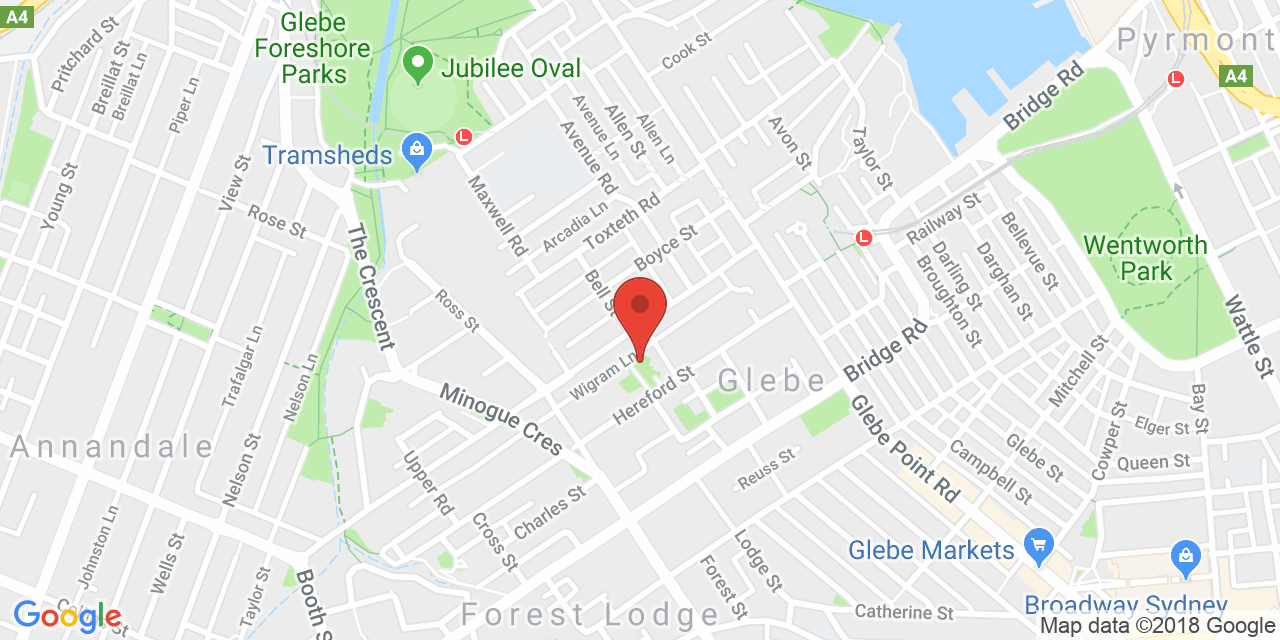 A4
Glebe
Foreshore
Parks
Jubilee Oval
Cook St
Pyrmont
A4
Pritchard St
Breillat St
Breillat Ln
Piper Ln
Bridge Rd
Avenue Ln
Allen St
Allen Ln
Avon St
Taylor St
Tramsheds
Avenue Rd
Young St
View St
Rose St
Maxwell Rd
Arcadia Ln
Toxteth Rd
Railway St
Bellevue St
Darghan St
Darling St
Broughton St
Wentworth
Park
The Crescent
Boyce St
Bell St
Ross St
Wattle St
Trafalgar Ln
Nelson Ln
Wigram Ln
Hereford St
Glebe
Bridge Rd
Mitchell St
Bay St
Minogue Cres
Glebe Point Rd
Cowper St
Elger St
Annandale
Nelson St
Upper Rd
Reuss St
Campbell St
Glebe St
Queen St
Charles St
Cross St
Johnston Ln
Wells St
Taylor St
Booth S
Lodge St
Forest St
Glebe Markets
Google
Forest Lodge
Catherine St
Broadway Sydney
Map data ©2018 Google